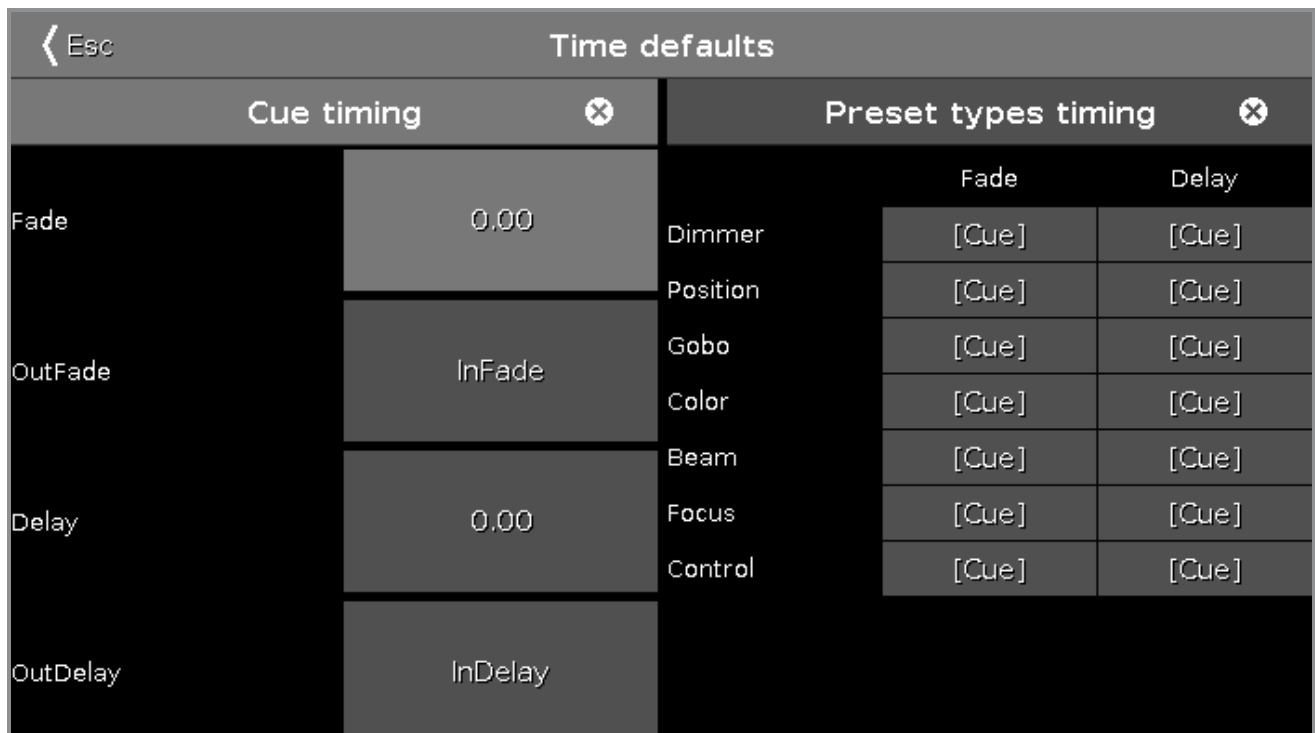 Esc
Time defaults
Cue timing
Fade 0.00
OutFade InFade
Delay 0.00
OutDelay InDelay
Preset types timing
Fade Delay
Dimmer [Cue] [Cue]
Position [Cue] [Cue]
Gobo [Cue] [Cue]
Color [Cue] [Cue]
Beam [Cue] [Cue]
Focus [Cue] [Cue]
Control [Cue] [Cue]